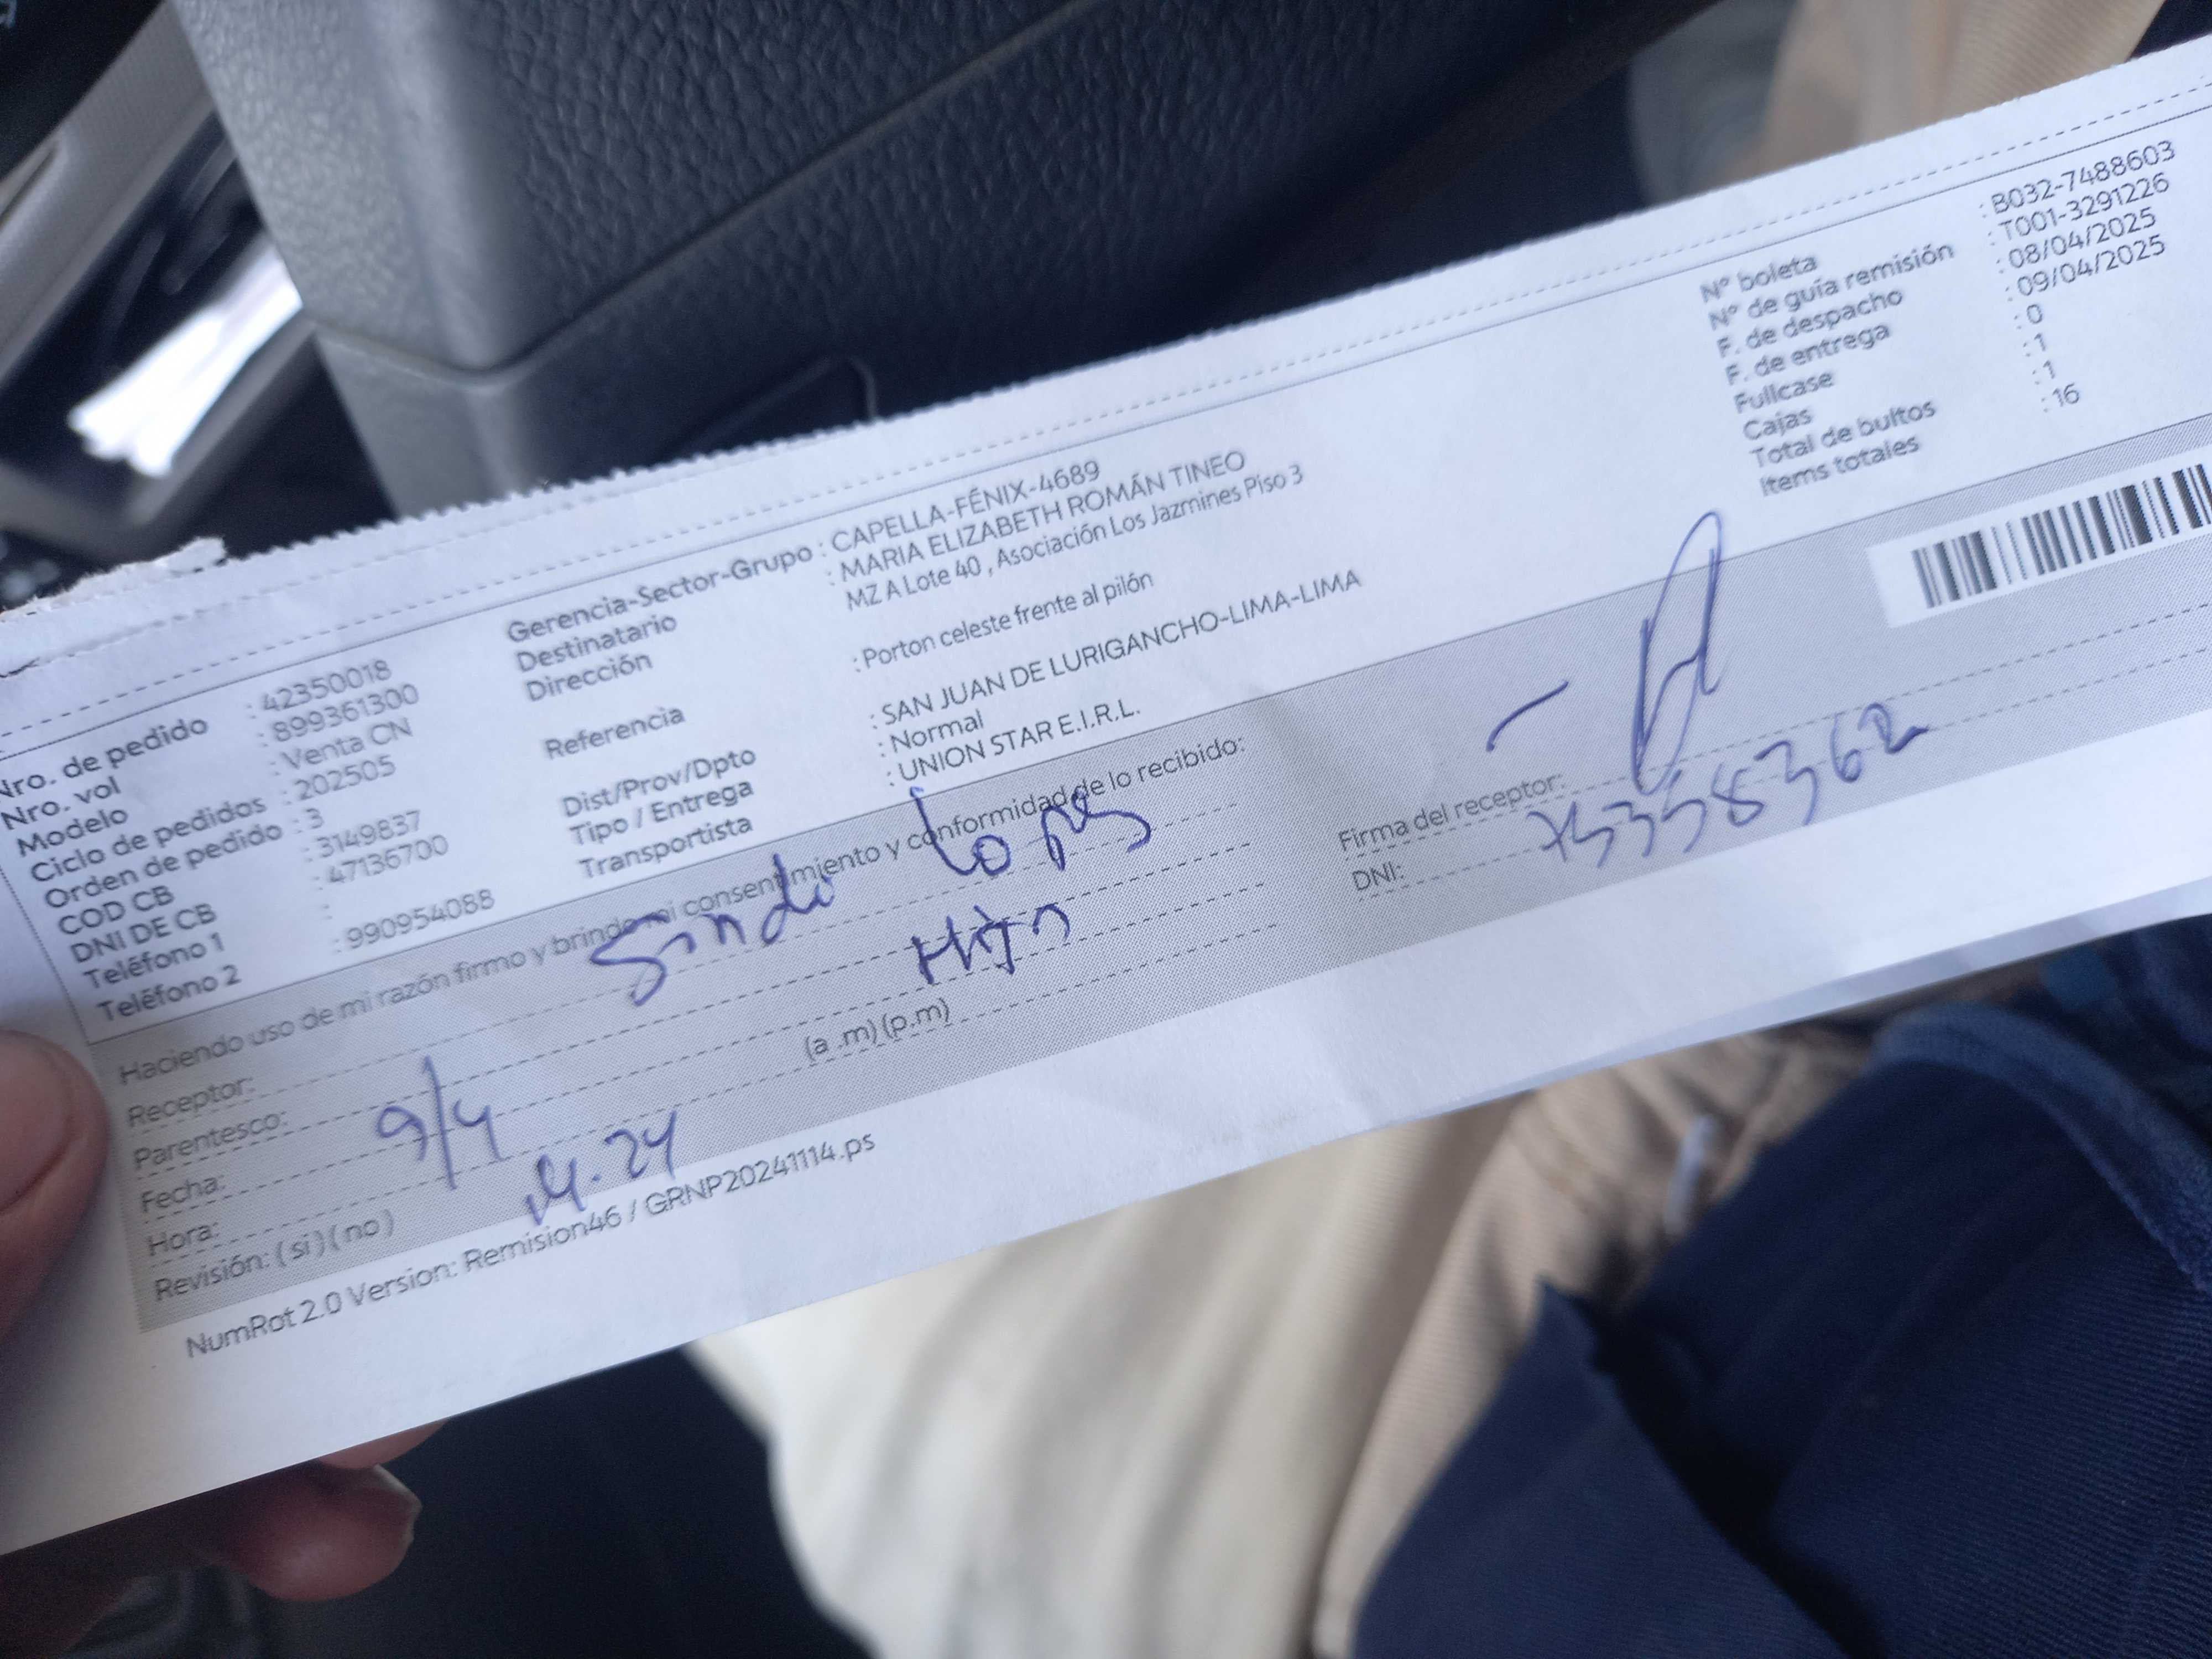 Nro. de pedido : 42350018
Nro. vol : 899361300
Modelo : Venta CN
Ciclo de pedidos : 202505
Orden de pedido : 3
COD CB : 3149837
DNI DE CB : 47136700
Teléfono 1 :
Teléfono 2 : 990954088
Gerencia-Sector-Grupo : CAPELLA-FÉNIX-4689
Destinatario : MARIA ELIZABETH ROMÁN TINEO
Dirección MZ A Lote 40 , Asociación Los Jazmines Piso 3
Referencia : Porton celeste frente al pilón
Dist/Prov/Dpto : SAN JUAN DE LURIGANCHO-LIMA-LIMA
Tipo / Entrega : Normal
Transportista : UNION STAR E.I.R.L.
N° boleta : B032-7488603
N° de guía remisión : T001-3291226
F. de despacho : 08/04/2025
F. de entrega : 09/04/2025
Fullcase : 0
Cajas : 1
Total de bultos : 1
Items totales : 16
Haciendo uso de mi razón firmo y brindo mi consentimiento y conformidad de lo recibido:
Receptor:
Parentesco: Hijo
Fecha: 9/4
Hora: (a .m) (p.m)
Revisión: ( si ) ( no )
Firma del receptor:
DNI: 75358362
NumRot 2.0 Version: Remision46 / GRNP20241114.ps